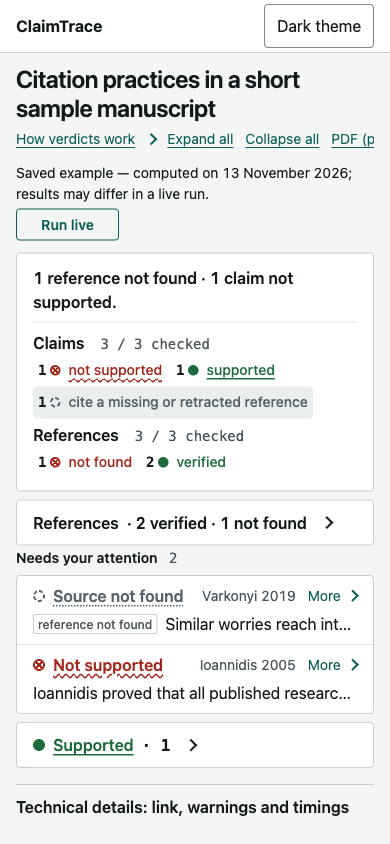 ClaimTrace
Dark theme
Citation practices in a short
sample manuscript
How verdicts work
Expand all
Collapse all
PDF (p
Saved example — computed on 13 November 2026;
results may differ in a live run.
Run live
1 reference not found · 1 claim not
supported.
Claims 3 / 3 checked
1 not supported 1 supported
1 cite a missing or retracted reference
References 3 / 3 checked
1 not found 2 verified
References · 2 verified · 1 not found
Needs your attention 2
Source not found Varkonyi 2019 More
reference not found Similar worries reach int...
Not supported Ioannidis 2005 More
Ioannidis proved that all published researc...
Supported · 1
Technical details: link, warnings and timings